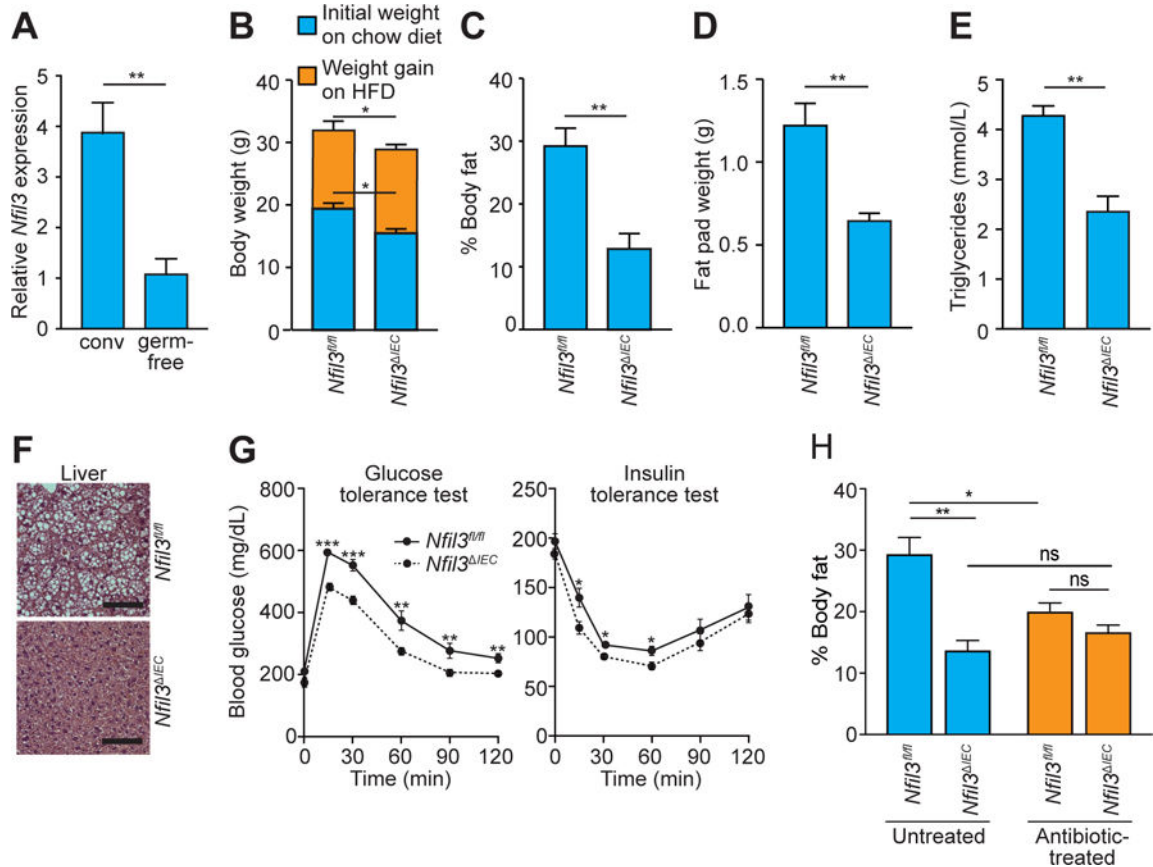 A
Relative Nfil3 expression
5
4
3
2
1
0
**
conv
germ-
free
B
Initial weight
on chow diet
Weight gain
on HFD
Body weight (g)
40
30
20
10
0
*
*
Nfil3fl/fl
Nfil3ΔIEC
C
% Body fat
40
30
20
10
0
**
Nfil3fl/fl
Nfil3ΔIEC
D
Fat pad weight (g)
1.5
1.0
0.5
0.0
**
Nfil3fl/fl
Nfil3ΔIEC
E
Triglycerides (mmol/L)
5
4
3
2
1
0
**
Nfil3fl/fl
Nfil3ΔIEC
F
Liver
Nfil3fl/fl
Nfil3ΔIEC
G
Glucose
tolerance test
Blood glucose (mg/dL)
800
600
400
200
0
***
***
**
**
**
Nfil3fl/fl
Nfil3ΔIEC
0 30 60 90 120
Time (min)
Insulin
tolerance test
250
200
150
100
50
0
*
*
*
0 30 60 90 120
Time (min)
H
% Body fat
40
30
20
10
0
*
**
ns
ns
Nfil3fl/fl
Nfil3ΔIEC
Nfil3fl/fl
Nfil3ΔIEC
Untreated
Antibiotic-
treated